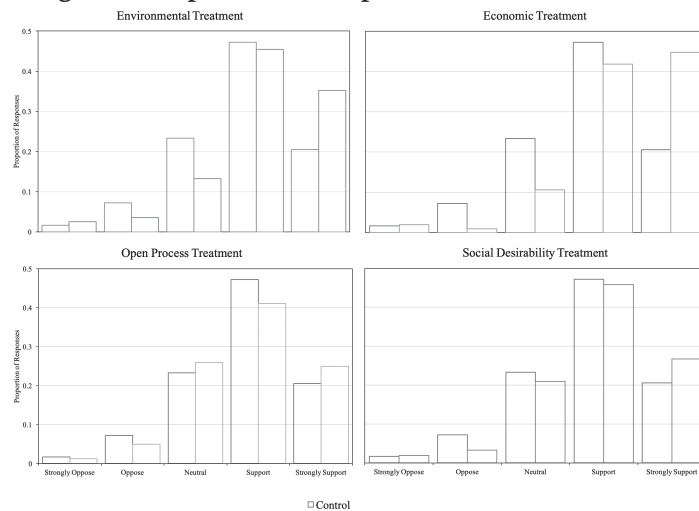 Environmental Treatment
Economic Treatment
0.5
0.4
0.3
0.2
0.1
0
Proportion of Responses
Open Process Treatment
Social Desirability Treatment
0.5
0.4
0.3
0.2
0.1
0
Proportion of Responses
Strongly Oppose Oppose Neutral Support Strongly Support
Strongly Oppose Oppose Neutral Support Strongly Support
Control